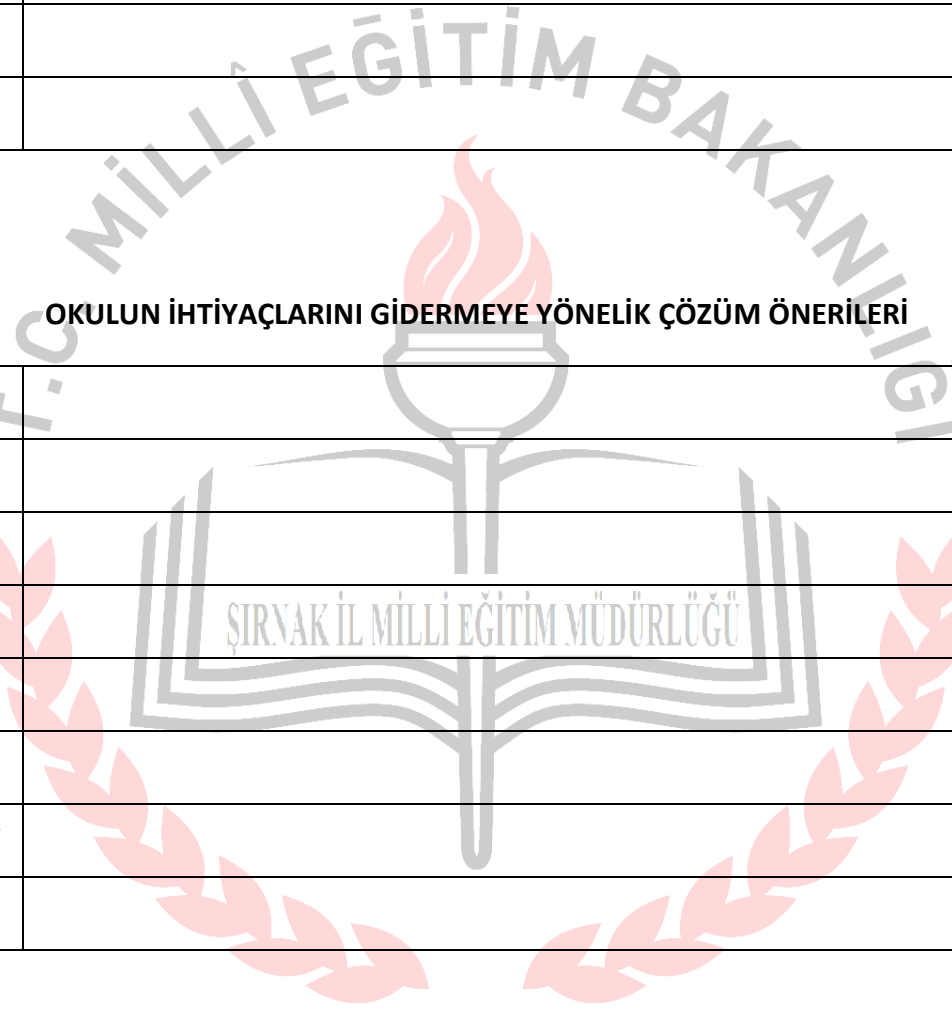 T.C. MİLLÎ EĞİTİM BAKANLIĞI
OKULUN İHTİYAÇLARINI GİDERMEYE YÖNELİK ÇÖZÜM ÖNERİLERİ
ŞIRNAK İL MİLLİ EĞİTİM MÜDÜRLÜĞÜ